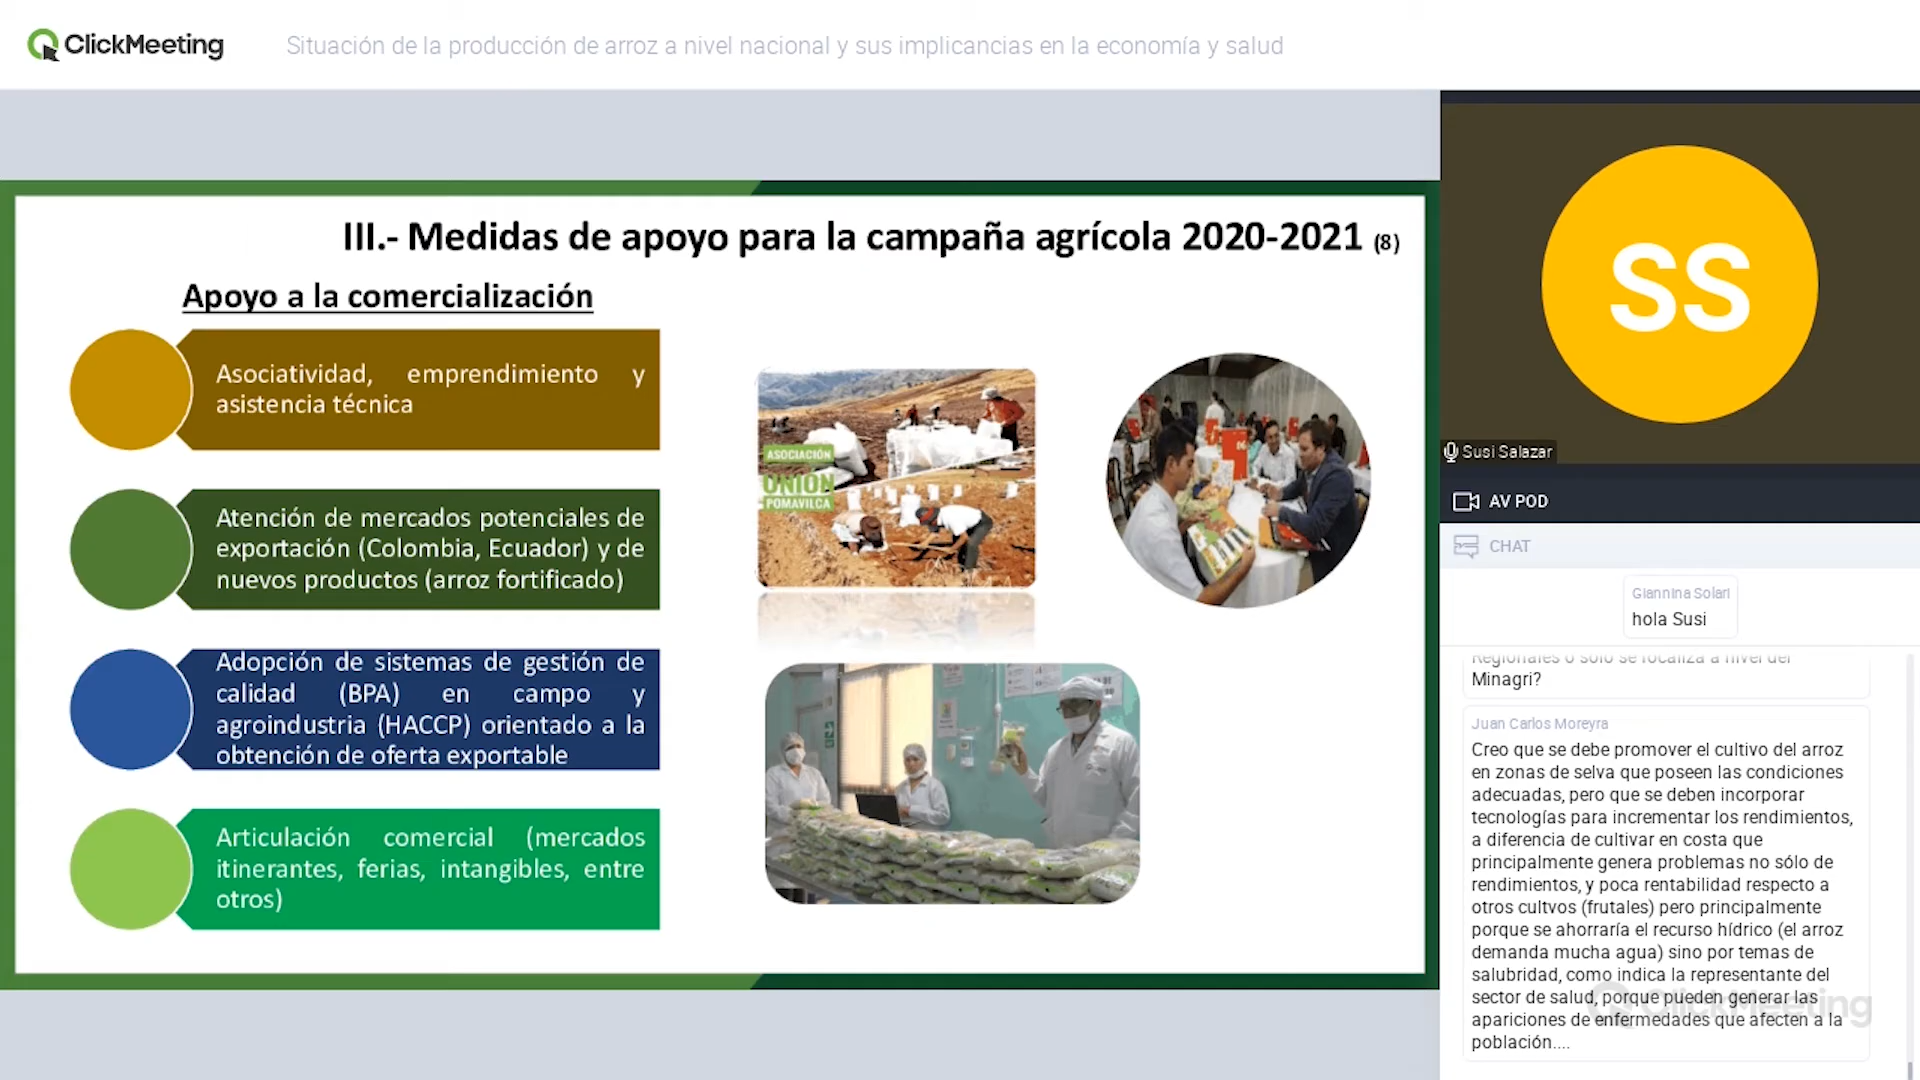 ClickMeeting
Situación de la producción de arroz a nivel nacional y sus implicancias en la economía y salud
III.- Medidas de apoyo para la campaña agrícola 2020-2021 (8)
Apoyo a la comercialización
Asociatividad, emprendimiento y
asistencia técnica
Atención de mercados potenciales de
exportación (Colombia, Ecuador) y de
nuevos productos (arroz fortificado)
Adopción de sistemas de gestión de
calidad (BPA) en campo y
agroindustria (HACCP) orientado a la
obtención de oferta exportable
Articulación comercial (mercados
itinerantes, ferias, intangibles, entre
otros)
ASOCIACIÓN
UNION
POMAVILCA
SS
Susi Salazar
AV POD
CHAT
Giannina Solari
hola Susi
Regionales o sólo se focaliza a nivel del
Minagri?
Juan Carlos Moreyra
Creo que se debe promover el cultivo del arroz
en zonas de selva que poseen las condiciones
adecuadas, pero que se deben incorporar
tecnologías para incrementar los rendimientos,
a diferencia de cultivar en costa que
principalmente genera problemas no sólo de
rendimientos, y poca rentabilidad respecto a
otros cultvos (frutales) pero principalmente
porque se ahorraría el recurso hídrico (el arroz
demanda mucha agua) sino por temas de
salubridad, como indica la representante del
sector de salud, porque pueden generar las
apariciones de enfermedades que afecten a la
población....
ClickMeeting